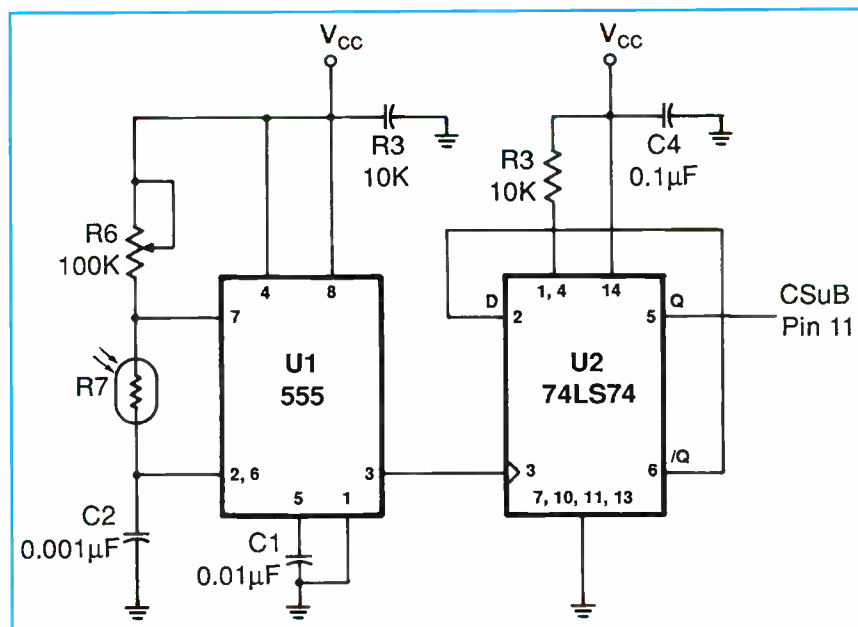 VCC
VCC
R3
10K
R3
10K
C4
0.1µF
R6
100K
4
8
1, 4
14
D
Q
CSuB
7
2
5
Pin 11
U1
555
U2
74LS74
R7
2, 6
3
3
6
/Q
5
1
7, 10, 11, 13
C2
0.001µF
C1
0.01µF